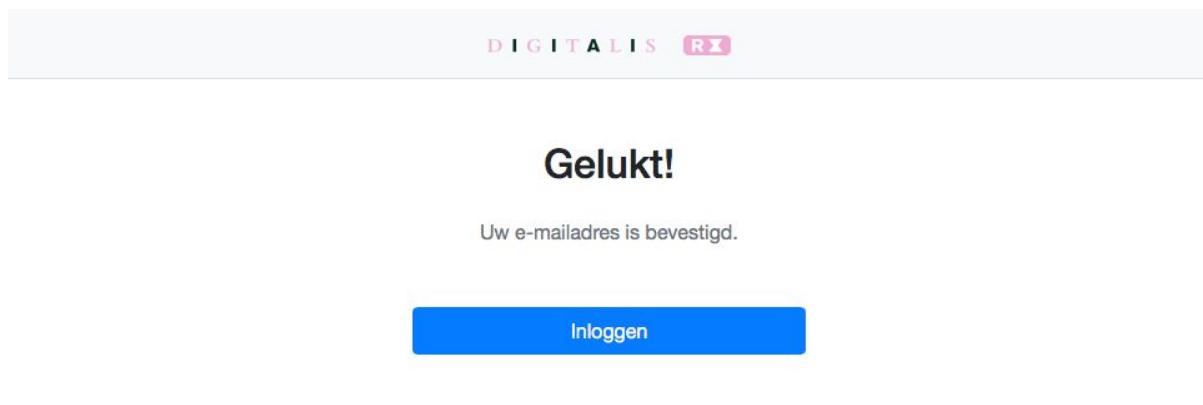 DIGITALIS RX
Gelukt!
Uw e-mailadres is bevestigd.
Inloggen